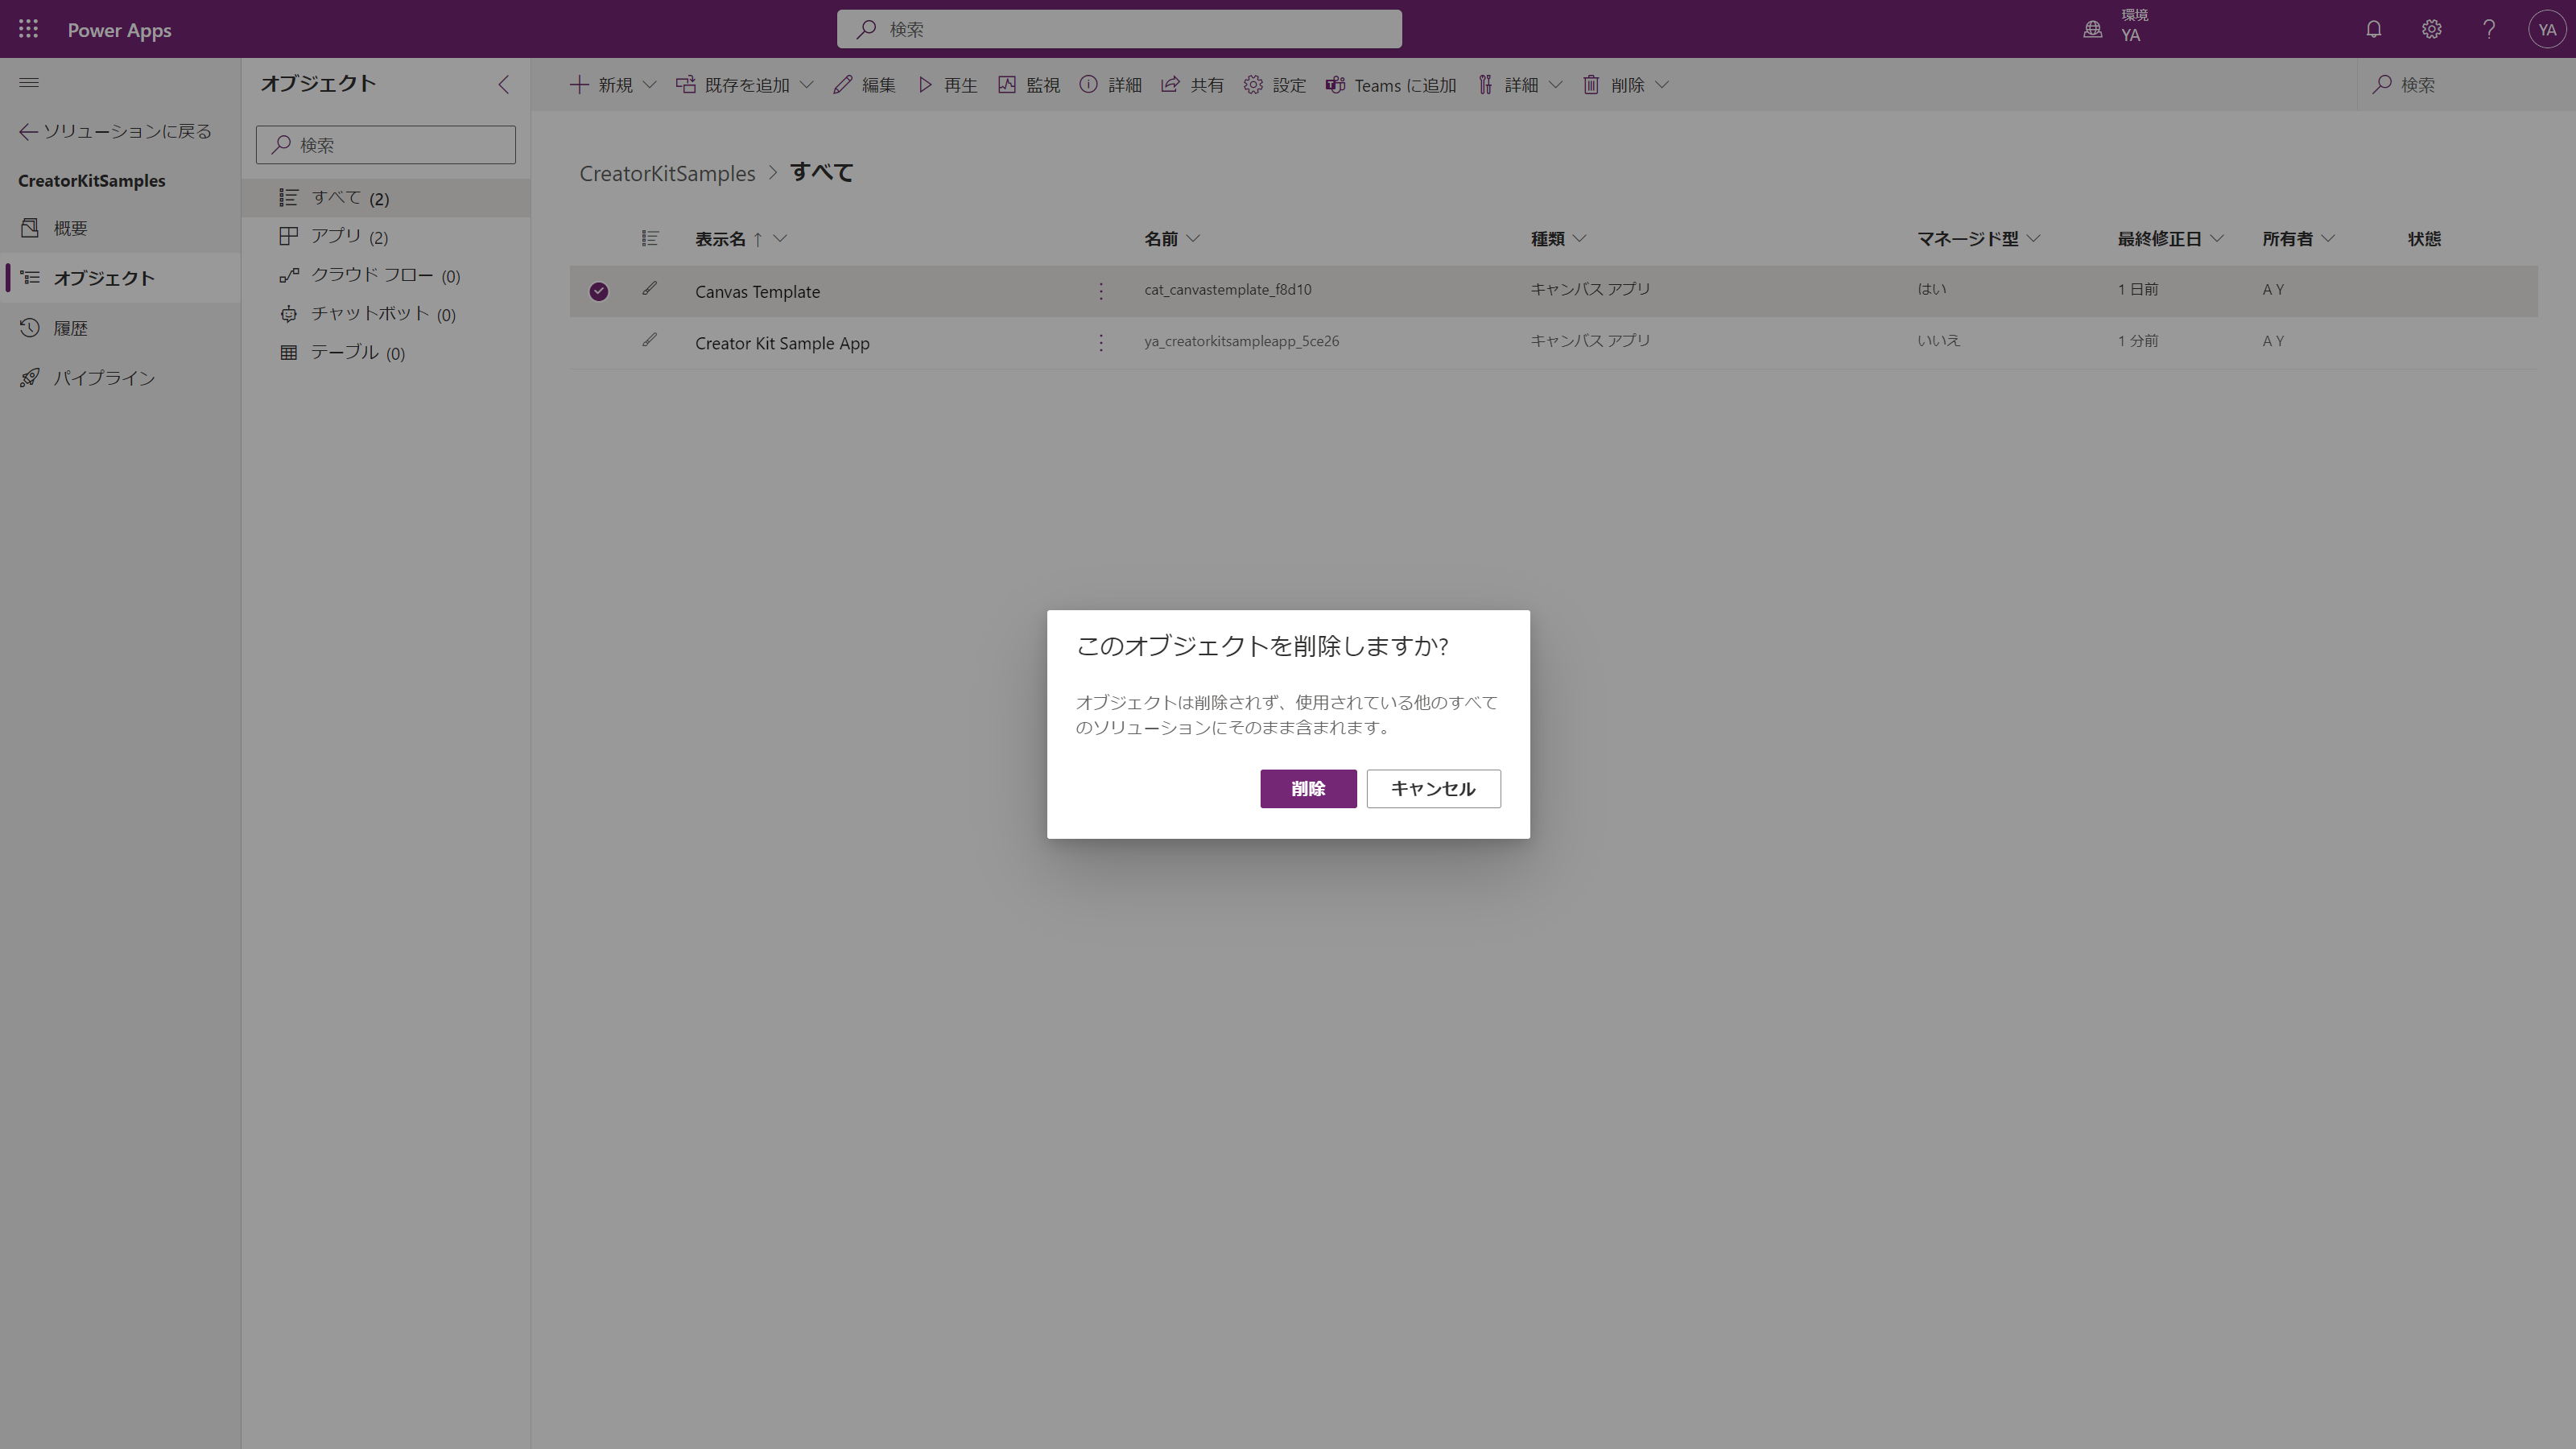 Power Apps
検索
環境
YA
YA
オブジェクト
新規
既存を追加
編集
再生
監視
詳細
共有
設定
Teams に追加
詳細
削除
検索
ソリューションに戻る
検索
CreatorKitSamples
概要
オブジェクト
履歴
パイプライン
すべて (2)
アプリ (2)
クラウド フロー (0)
チャットボット (0)
テーブル (0)
CreatorKitSamples > すべて
表示名 ↑ 名前 種類 マネージド型 最終修正日 所有者 状態
Canvas Template cat_canvastemplate_f8d10 キャンバス アプリ はい 1 日前 A Y
Creator Kit Sample App ya_creatorkitsampleapp_5ce26 キャンバス アプリ いいえ 1 分前 A Y
このオブジェクトを削除しますか?
オブジェクトは削除されず、使用されている他のすべて
のソリューションにそのまま含まれます。
削除
キャンセル